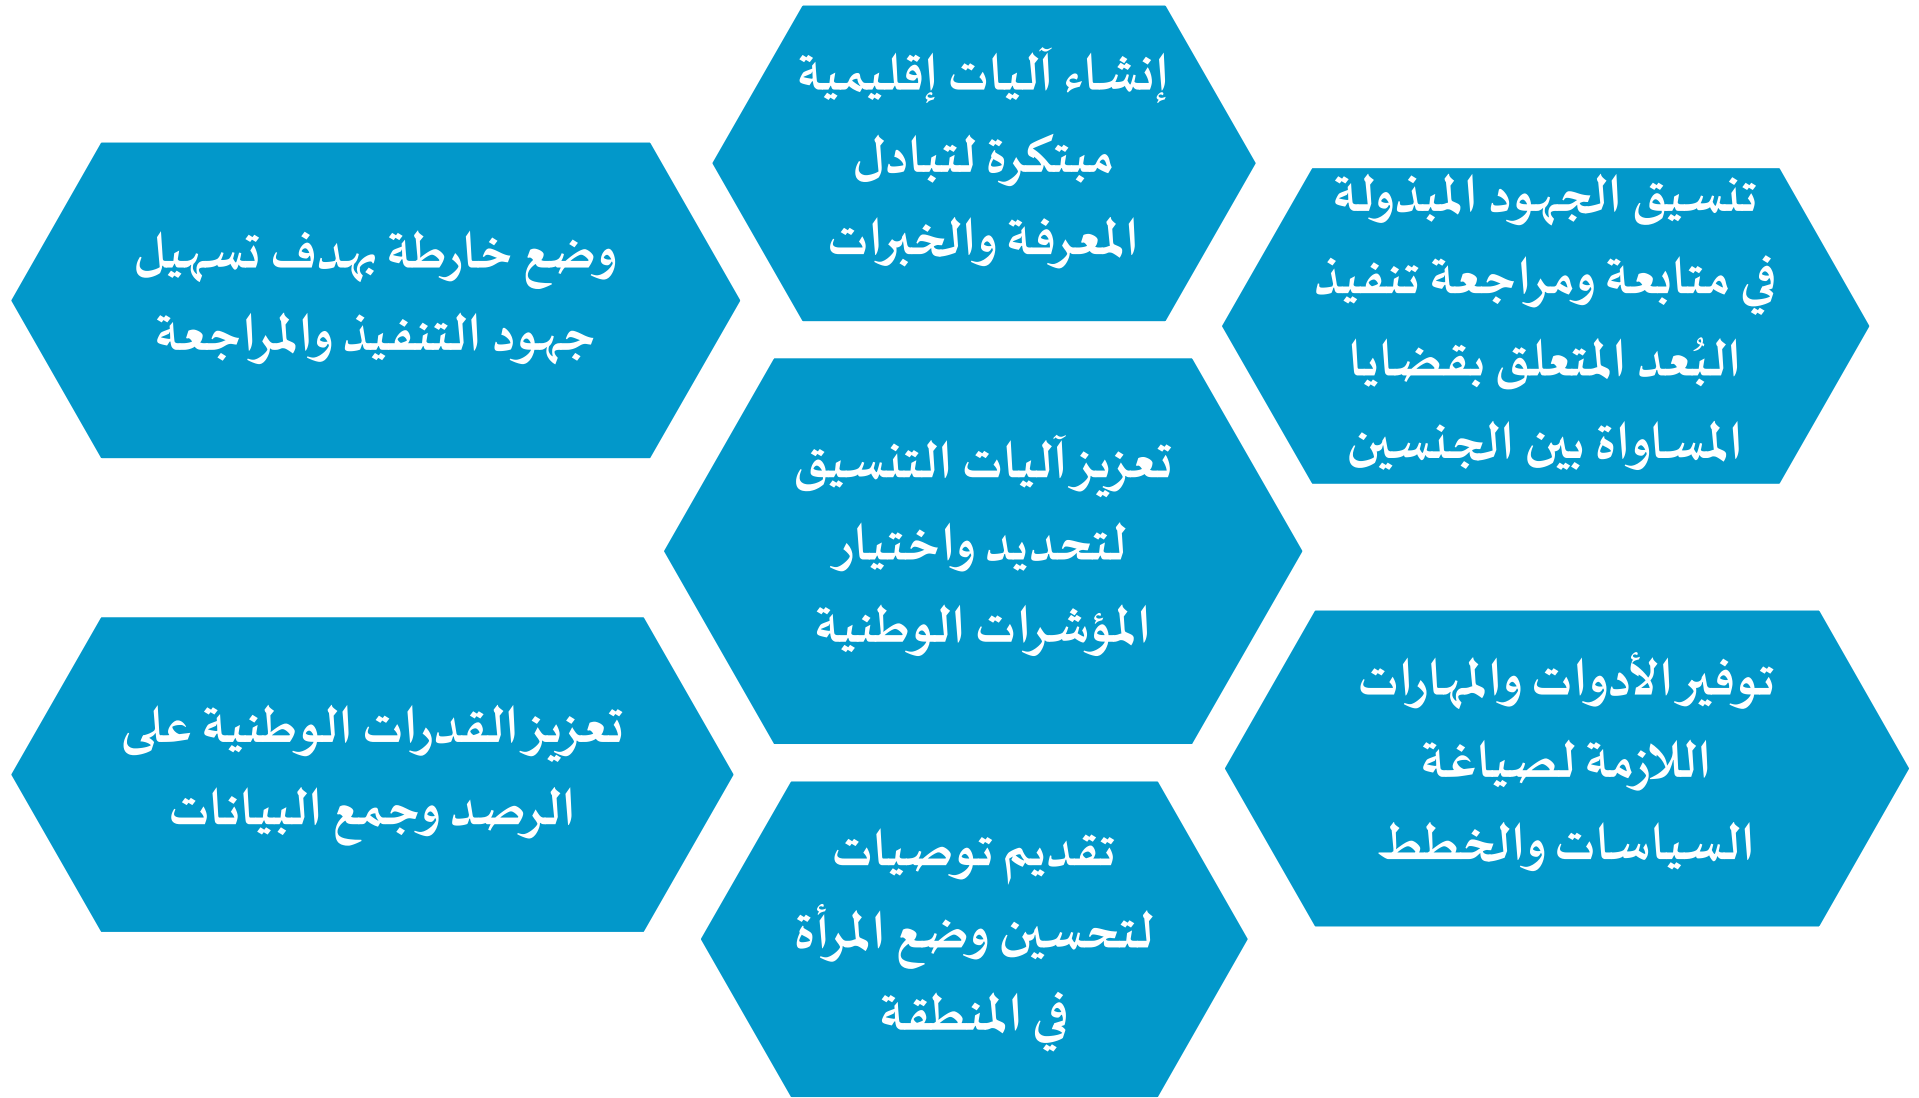 إنشاء آليات إقليمية
مبتكرة لتبادل
المعرفة والخبرات
تنسيق الجهود المبذولة
في متابعة ومراجعة تنفيذ
البُعد المتعلق بقضايا
المساواة بين الجنسين
وضع خارطة بهدف تسهيل
جهود التنفيذ والمراجعة
تعزيز آليات التنسيق
لتحديد واختيار
المؤشرات الوطنية
توفير الأدوات والمهارات
اللازمة لصياغة
السياسات والخطط
تعزيز القدرات الوطنية على
الرصد وجمع البيانات
تقديم توصيات
لتحسين وضع المرأة
في المنطقة